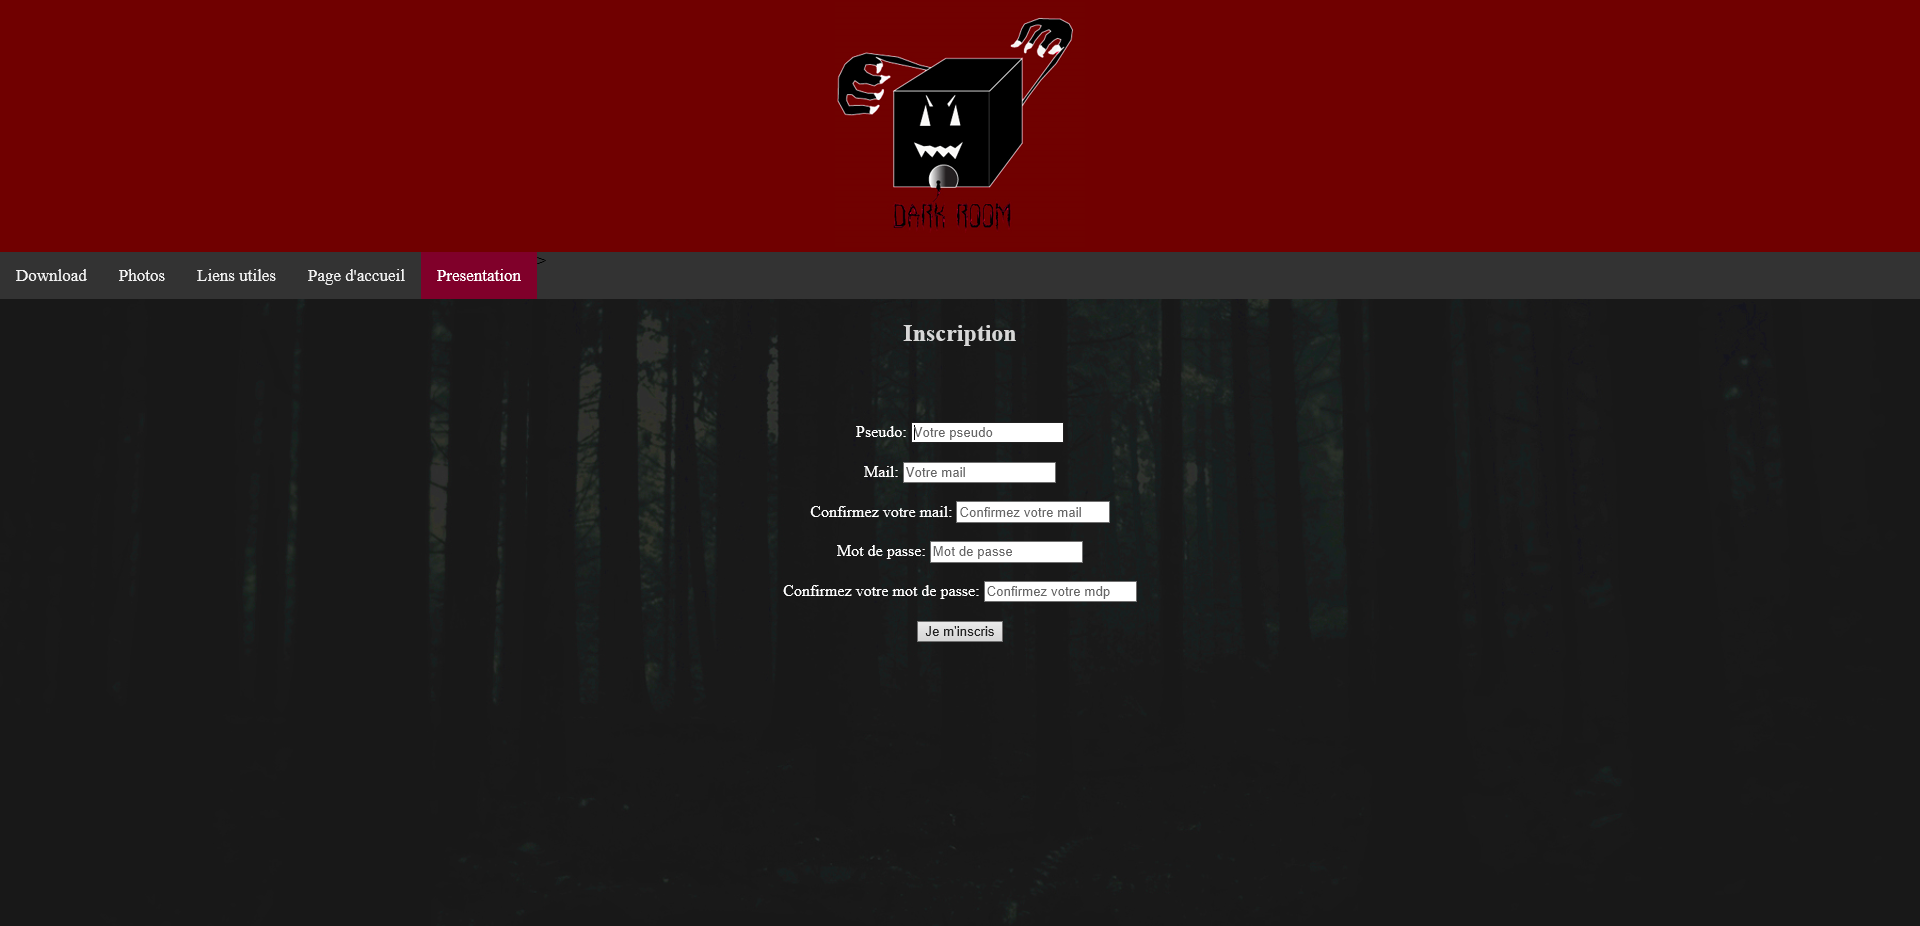 DARK ROOM
Download Photos Liens utiles Page d'accueil Presentation >
Inscription
Pseudo: Votre pseudo
Mail: Votre mail
Confirmez votre mail: Confirmez votre mail
Mot de passe: Mot de passe
Confirmez votre mot de passe: Confirmez votre mdp
Je m'inscris